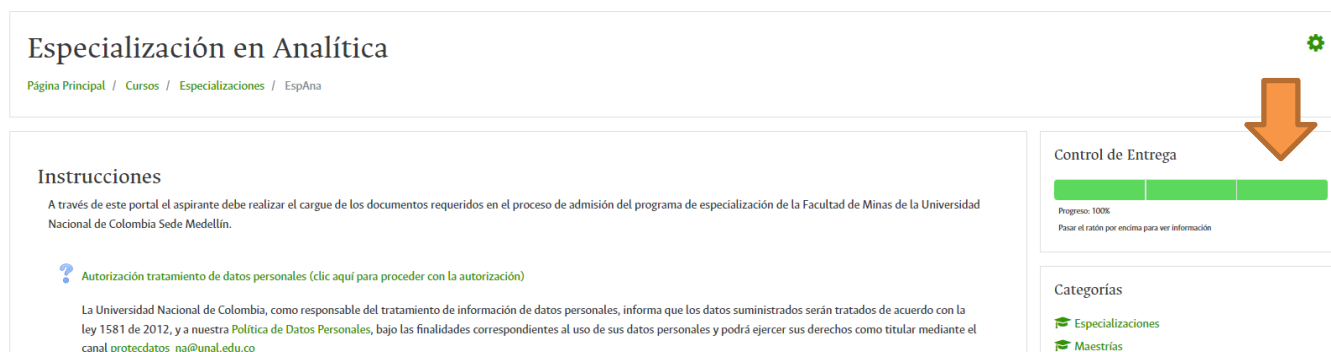 Especialización en Analítica
Página Principal / Cursos / Especializaciones / EspAna
Instrucciones
A través de este portal el aspirante debe realizar el cargue de los documentos requeridos en el proceso de admisión del programa de especialización de la Facultad de Minas de la Universidad
Nacional de Colombia Sede Medellín.
Autorización tratamiento de datos personales (clic aquí para proceder con la autorización)
La Universidad Nacional de Colombia, como responsable del tratamiento de información de datos personales, informa que los datos suministrados serán tratados de acuerdo con la
ley 1581 de 2012, y a nuestra Política de Datos Personales, bajo las finalidades correspondientes al uso de sus datos personales y podrá ejercer sus derechos como titular mediante el
canal protecdatos_na@unal.edu.co
Control de Entrega
Progreso: 100%
Pasar el ratón por encima para ver información
Categorías
Especializaciones
Maestrías